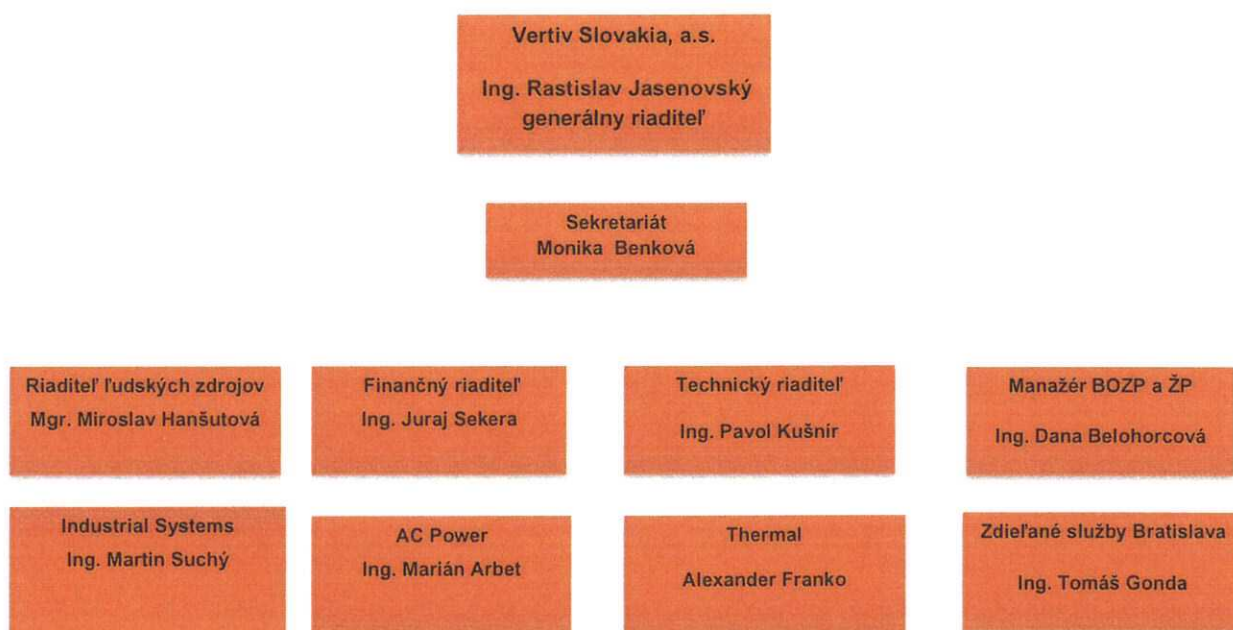 Vertiv Slovakia, a.s.
Ing. Rastislav Jasenovský
generálny riaditeľ
Sekretariát
Monika Benková
Riaditeľ ľudských zdrojov
Mgr. Miroslav Hanšutová
Finančný riaditeľ
Ing. Juraj Sekera
Technický riaditeľ
Ing. Pavol Kušnír
Manažér BOZP a ŽP
Ing. Dana Belohorcová
Industrial Systems
Ing. Martin Suchý
AC Power
Ing. Marián Arbet
Thermal
Alexander Franko
Zdieľané služby Bratislava
Ing. Tomáš Gonda